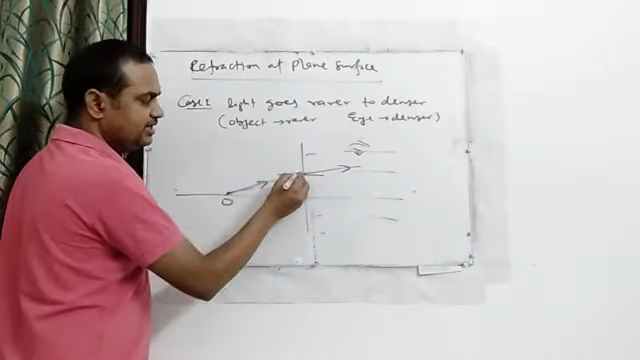 Refraction at Plane Surface
Case I light goes rarer to denser
(object → rarer Eye → denser)
O